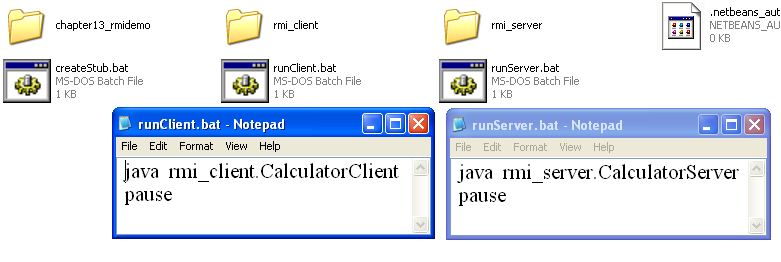 chapter13_rmidemo
rmi_client
rmi_server
.netbeans_aut
NETBEANS_AU
0 KB
createStub.bat
MS-DOS Batch File
1 KB
runClient.bat
MS-DOS Batch File
1 KB
runServer.bat
MS-DOS Batch File
1 KB
runClient.bat - Notepad
File Edit Format View Help
java rmi_client.CalculatorClient
pause
runServer.bat - Notepad
File Edit Format View Help
java rmi_server.CalculatorServer
pause